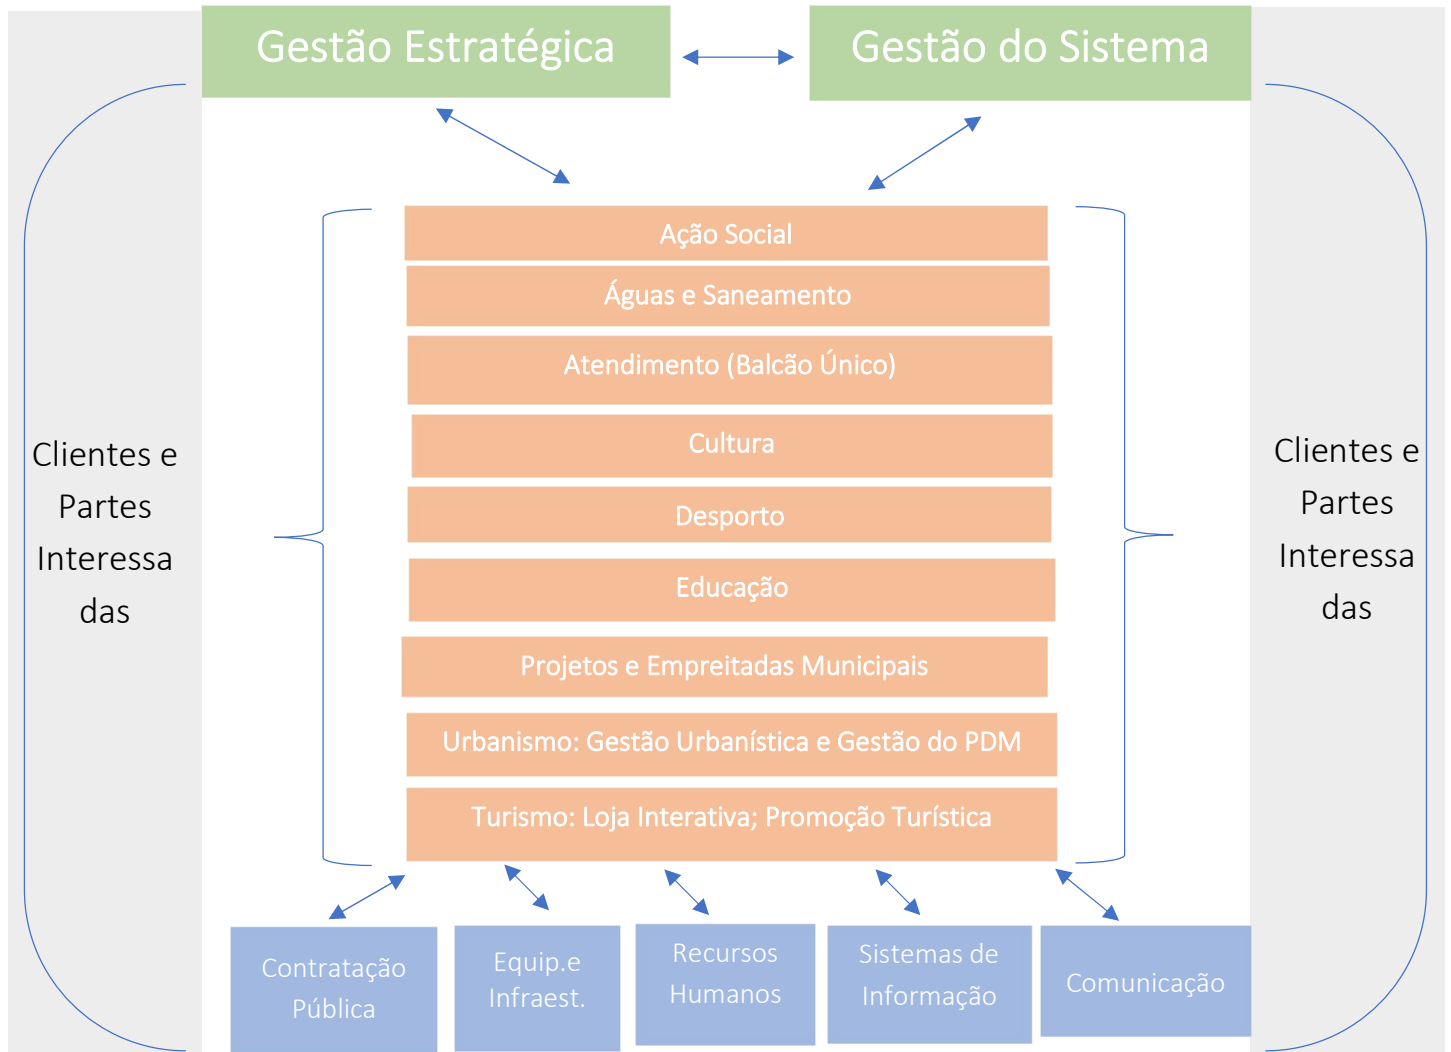 Gestão Estratégica
Gestão do Sistema
Clientes e
Partes
Interessa
das
Ação Social
Águas e Saneamento
Atendimento (Balcão Único)
Cultura
Desporto
Educação
Projetos e Empreitadas Municipais
Urbanismo: Gestão Urbanística e Gestão do PDM
Turismo: Loja Interativa; Promoção Turística
Clientes e
Partes
Interessa
das
Contratação
Pública
Equip.e
Infraest.
Recursos
Humanos
Sistemas de
Informação
Comunicação